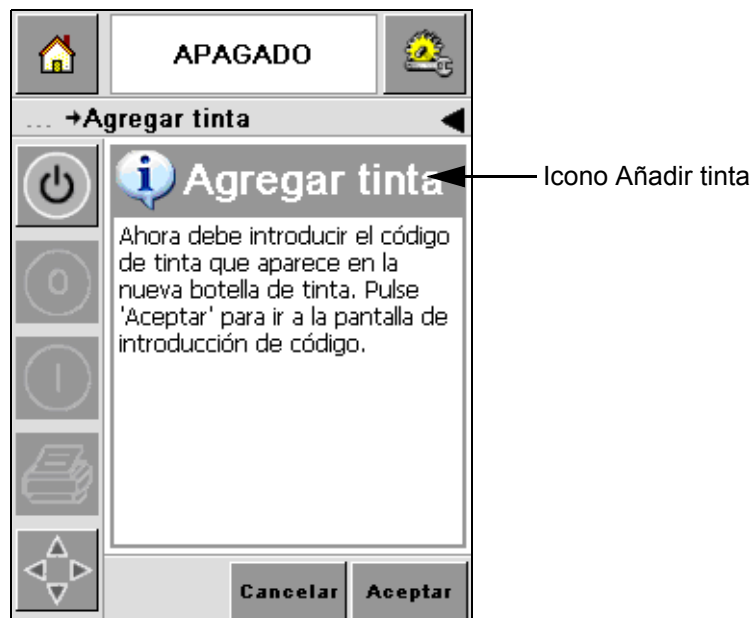 APAGADO
... →Agregar tinta
Agregar tinta
Icono Añadir tinta
Ahora debe introducir el código
de tinta que aparece en la
nueva botella de tinta. Pulse
'Aceptar' para ir a la pantalla de
introducción de código.
Cancelar
Aceptar